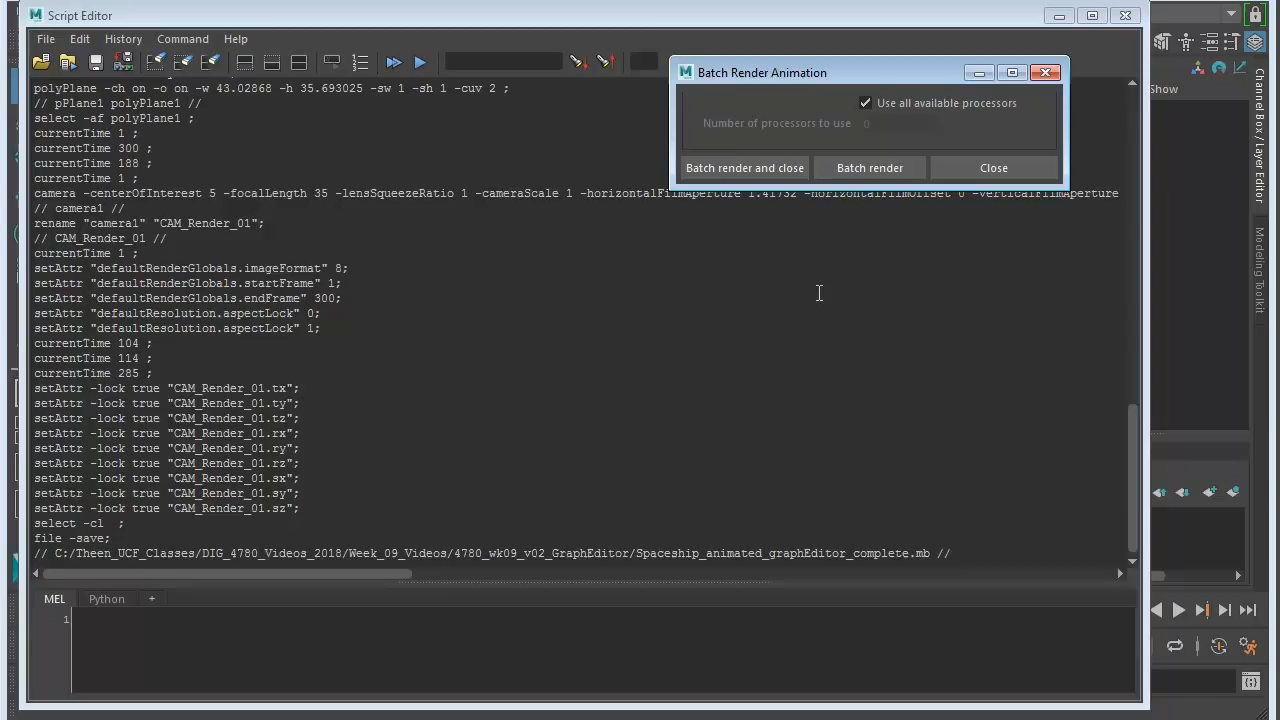 Script Editor
File Edit History Command Help
polyPlane -ch on -o on -w 43.02868 -h 35.693025 -sw 1 -sh 1 -cuv 2 ;
// pPlane1 polyPlane1 //
select -af polyPlane1 ;
currentTime 1 ;
currentTime 300 ;
currentTime 188 ;
currentTime 1 ;
camera -centerOfInterest 5 -focalLength 35 -lensSqueezeRatio 1 -cameraScale 1 -horizontalFilmAperture 1.41732 -horizontalFilmOffset 0 -verticalFilmAperture
// camera1 //
rename "camera1" "CAM_Render_01";
// CAM_Render_01 //
currentTime 1 ;
setAttr "defaultRenderGlobals.imageFormat" 8;
setAttr "defaultRenderGlobals.startFrame" 1;
setAttr "defaultRenderGlobals.endFrame" 300;
setAttr "defaultResolution.aspectLock" 0;
setAttr "defaultResolution.aspectLock" 1;
currentTime 104 ;
currentTime 114 ;
currentTime 285 ;
setAttr -lock true "CAM_Render_01.tx";
setAttr -lock true "CAM_Render_01.ty";
setAttr -lock true "CAM_Render_01.tz";
setAttr -lock true "CAM_Render_01.rx";
setAttr -lock true "CAM_Render_01.ry";
setAttr -lock true "CAM_Render_01.rz";
setAttr -lock true "CAM_Render_01.sx";
setAttr -lock true "CAM_Render_01.sy";
setAttr -lock true "CAM_Render_01.sz";
select -cl ;
file -save;
// C:/Theen_UCF_Classes/DIG_4780_Videos_2018/Week_09_Videos/4780_wk09_v02_GraphEditor/Spaceship_animated_graphEditor_complete.mb //
MEL Python +
1
Batch Render Animation
Use all available processors
Number of processors to use 0
Batch render and close Batch render Close
Show
Channel Box / Layer Editor
Modeling Toolkit